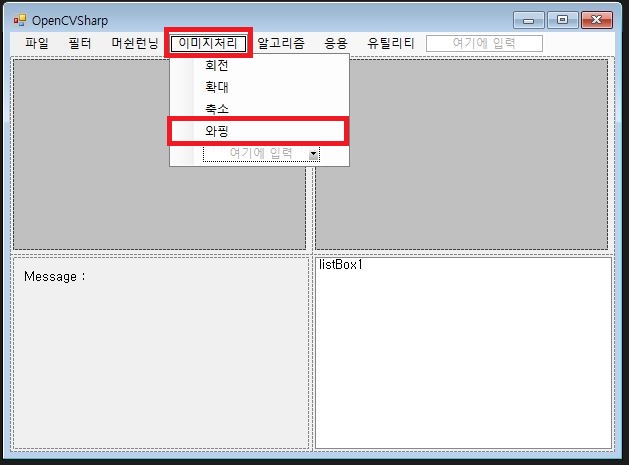 OpenCVSharp
파일 필터 머쉰런닝 이미지처리 알고리즘 응용 유틸리티 여기에 입력
회전
확대
축소
와핑
여기에 입력
Message :
listBox1